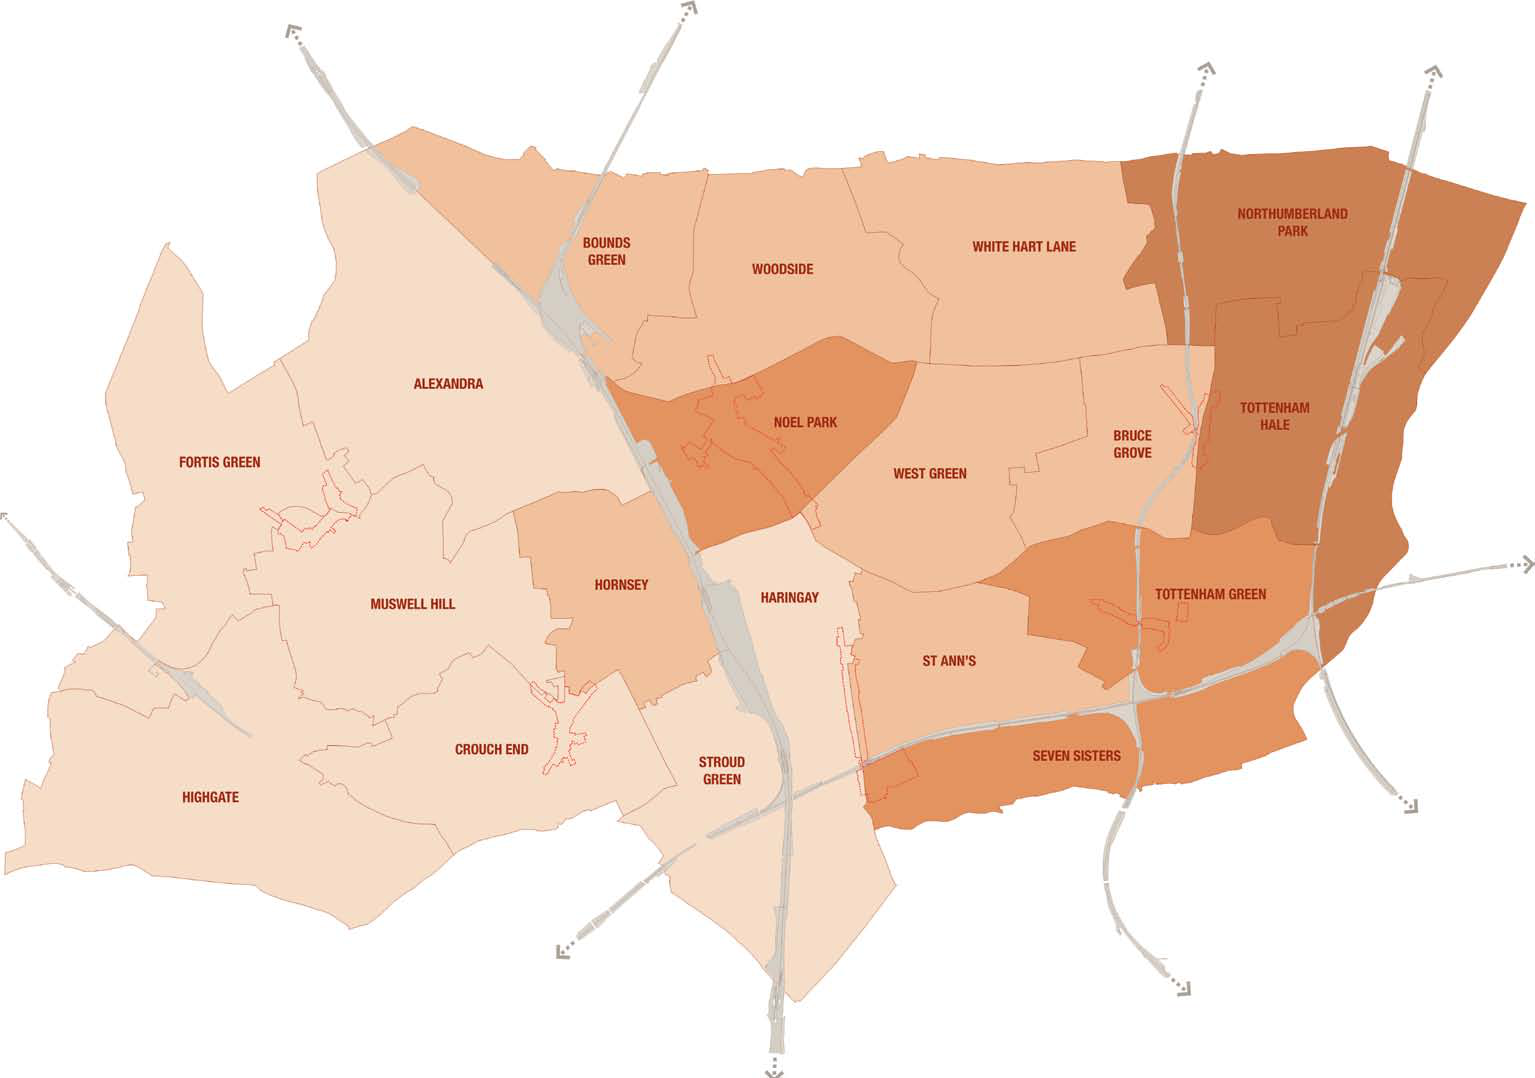 NORTHUMBERLAND
PARK
BOUNDS
GREEN
WHITE HART LANE
WOODSIDE
ALEXANDRA
TOTTENHAM
HALE
NOEL PARK
BRUCE
GROVE
FORTIS GREEN
WEST GREEN
HORNSEY
HARINGAY
TOTTENHAM GREEN
MUSWELL HILL
ST ANN'S
CROUCH END
SEVEN SISTERS
STROUD
GREEN
HIGHGATE